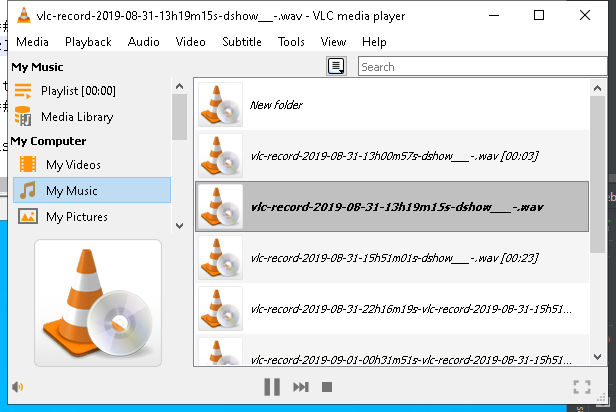 vlc-record-2019-08-31-13h19m15s-dshow___-.wav - VLC media player
Media Playback Audio Video Subtitle Tools View Help
My Music
Search
Playlist [00:00]
Media Library
My Computer
My Videos
My Music
My Pictures
New folder
vlc-record-2019-08-31-13h00m57s-dshow___-.wav [00:03]
vlc-record-2019-08-31-13h19m15s-dshow___-.wav
vlc-record-2019-08-31-15h51m01s-dshow___-.wav [00:23]
vlc-record-2019-08-31-22h16m19s-vlc-record-2019-08-31-15h51...
vlc-record-2019-09-01-00h31m51s-vlc-record-2019-08-31-15h51...